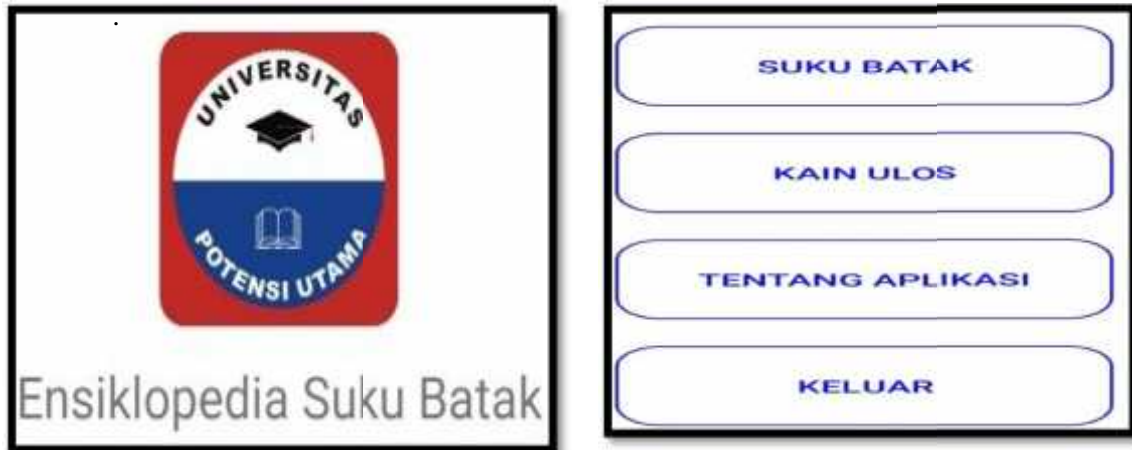 UNIVERSITAS
POTENSI UTAMA
Ensiklopedia Suku Batak
SUKU BATAK
KAIN ULOS
TENTANG APLIKASI
KELUAR